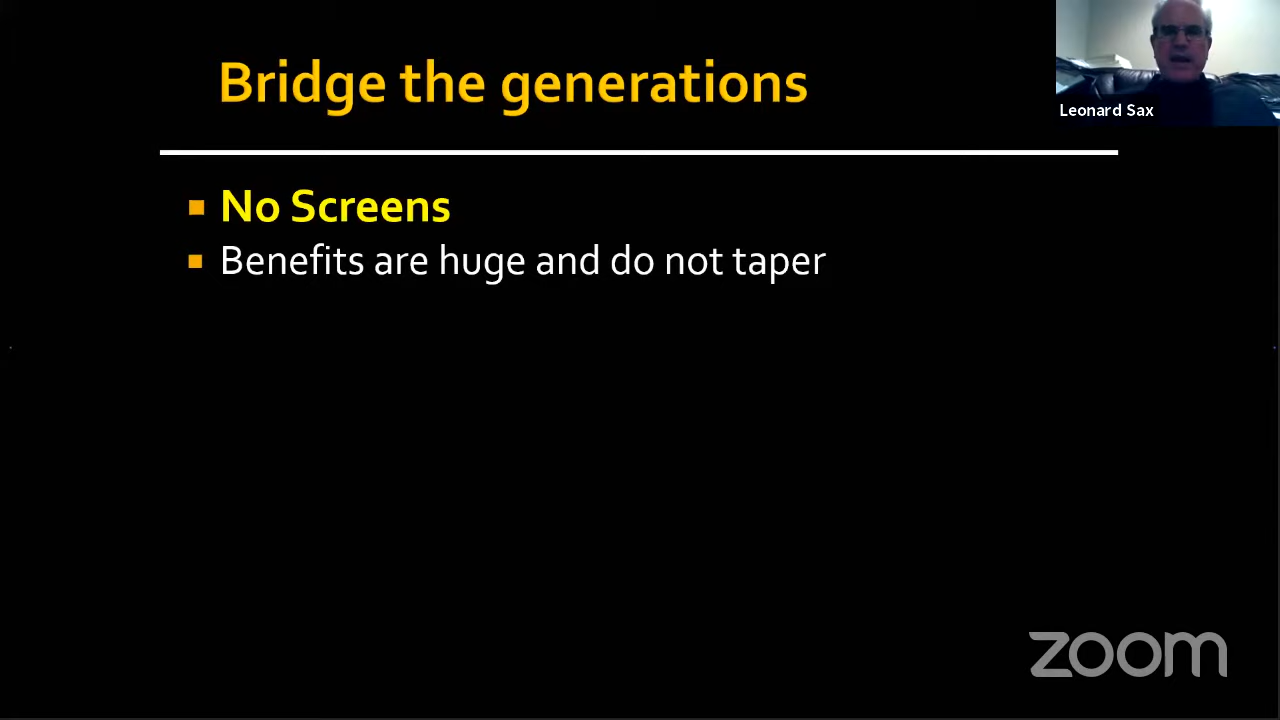 Bridge the generations
Leonard Sax
No Screens
Benefits are huge and do not taper
zoom